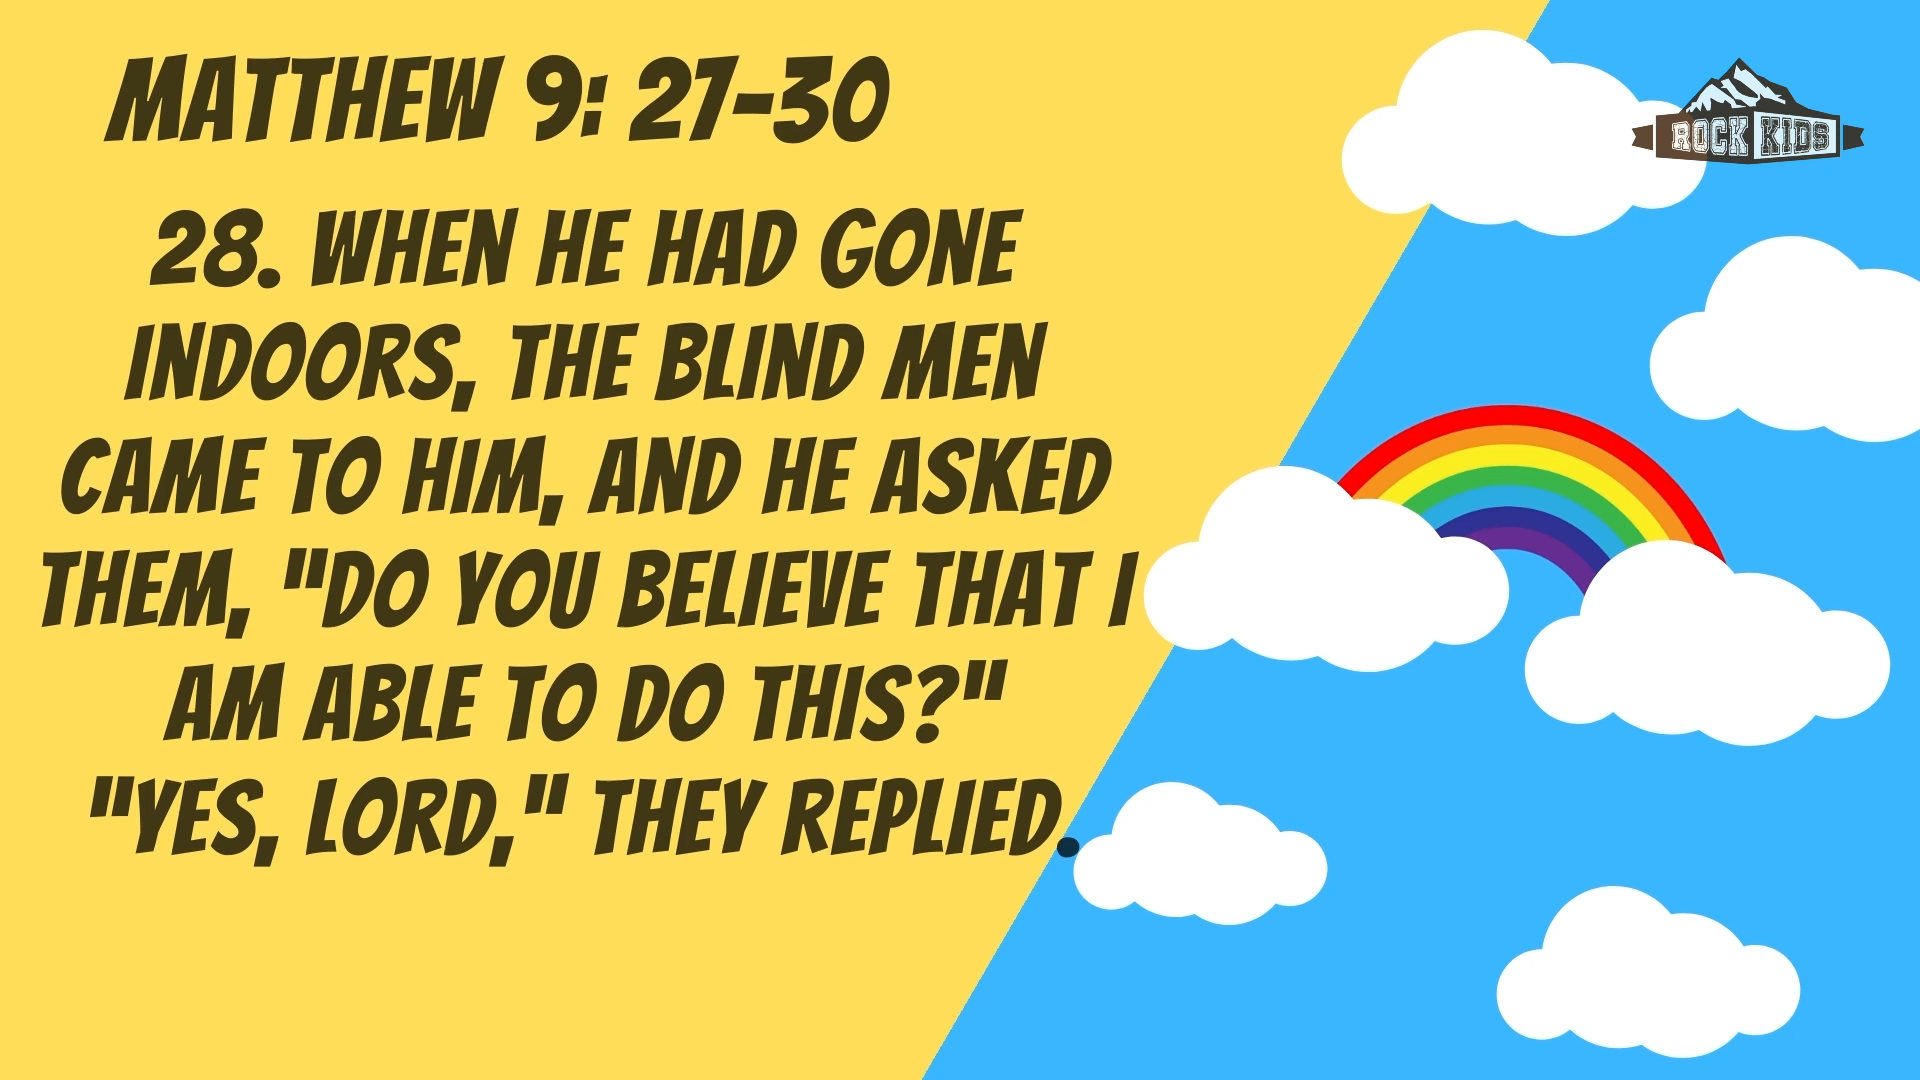 MATTHEW 9: 27-30
ROCK KIDS
28. WHEN HE HAD GONE
INDOORS, THE BLIND MEN
CAME TO HIM, AND HE ASKED
THEM, "DO YOU BELIEVE THAT I
AM ABLE TO DO THIS?"
"YES, LORD," THEY REPLIED.